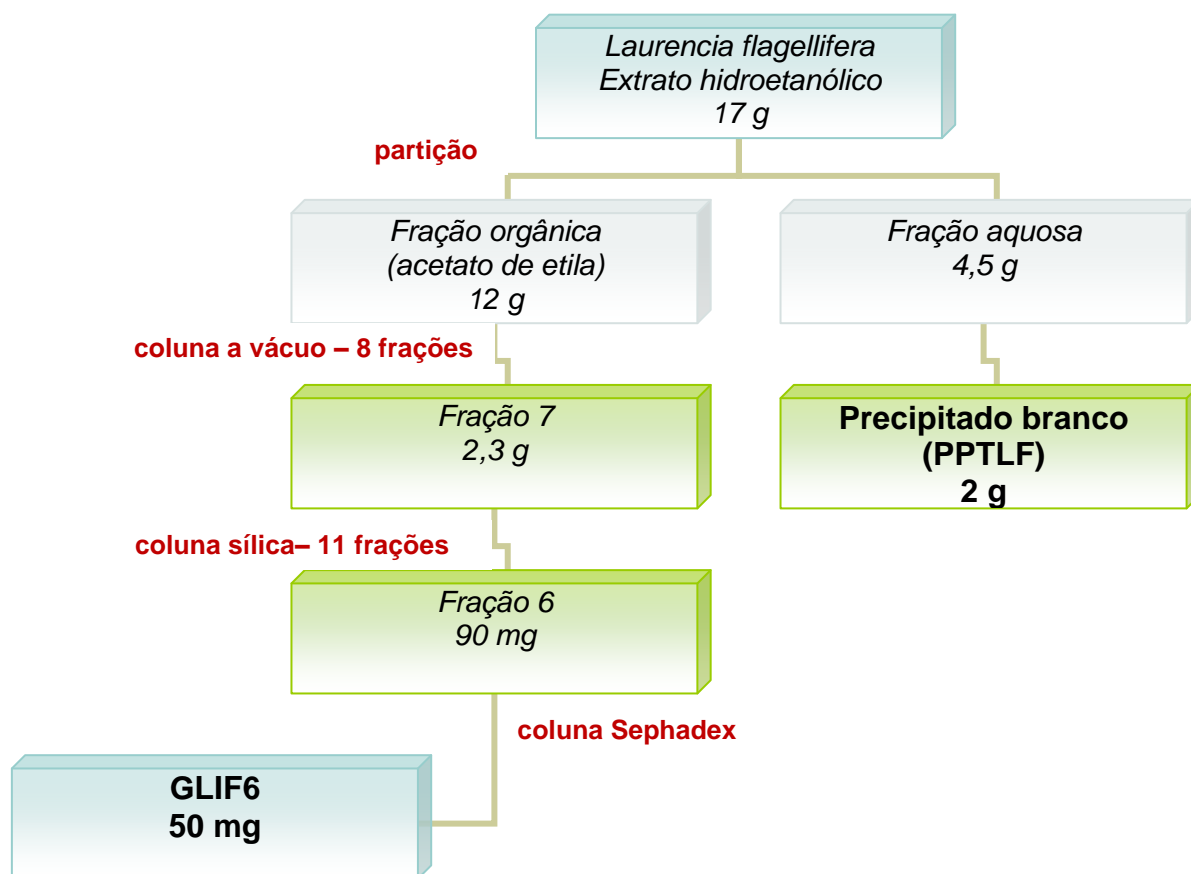 Laurencia flagellifera
Extrato hidroetanólico
17 g
partição
Fração orgânica
(acetato de etila)
12 g
Fração aquosa
4,5 g
coluna a vácuo – 8 frações
Fração 7
2,3 g
Precipitado branco
(PPTLF)
2 g
coluna sílica– 11 frações
Fração 6
90 mg
coluna Sephadex
GLIF6
50 mg